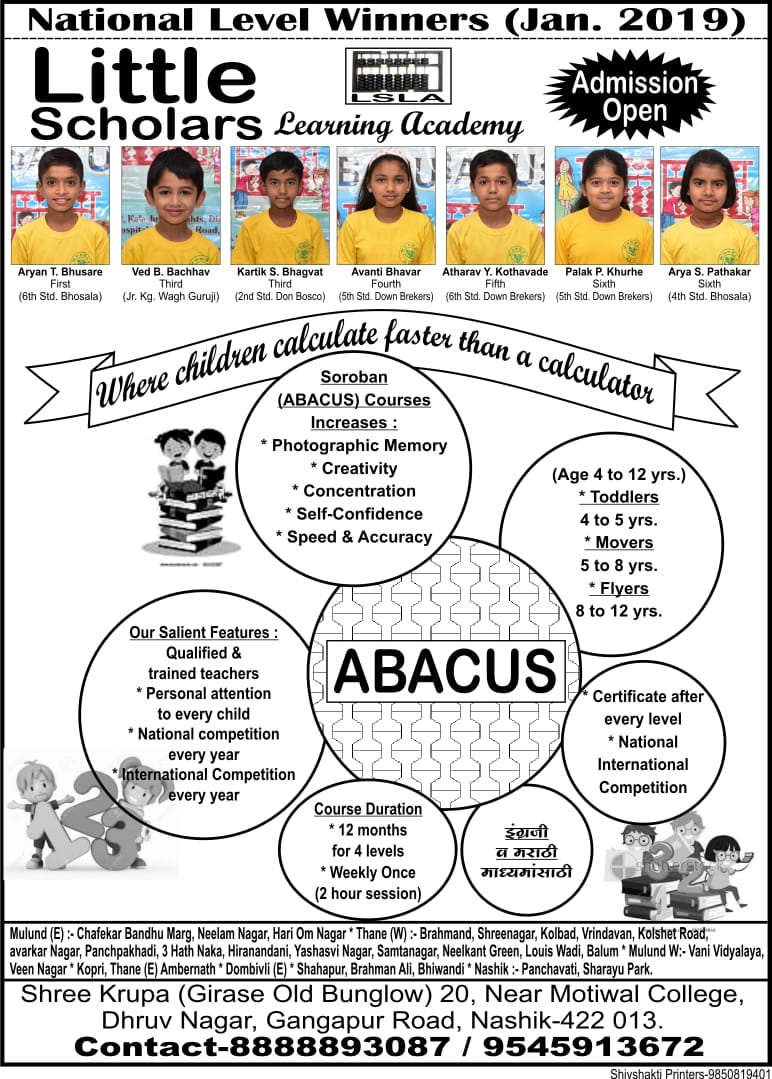 National Level Winners (Jan. 2019)
Little
Scholars Learning Academy
LSLA
Admission
Open
Aryan T. Bhusare
First
(6th Std. Bhosala)
Ved B. Bachhav
Third
(Jr. Kg. Wagh Guruji)
Kartik S. Bhagvat
Third
(2nd Std. Don Bosco)
Avanti Bhavar
Fourth
(5th Std. Down Brekers)
Atharav Y. Kothavade
Fifth
(6th Std. Down Brekers)
Palak P. Khurhe
Sixth
(5th Std. Down Brekers)
Arya S. Pathakar
Sixth
(4th Std. Bhosala)
Where children calculate faster than a calculator
Soroban
(ABACUS) Courses
Increases :
* Photographic Memory
* Creativity
* Concentration
* Self-Confidence
* Speed & Accuracy
(Age 4 to 12 yrs.)
* Toddlers
4 to 5 yrs.
* Movers
5 to 8 yrs.
* Flyers
8 to 12 yrs.
Our Salient Features :
Qualified &
trained teachers
* Personal attention
to every child
* National competition
every year
* International Competition
every year
ABACUS
* Certificate after
every level
* National
International
Competition
123
Course Duration
* 12 months
for 4 levels
* Weekly Once
(2 hour session)
इंग्रजी
व मराठी
माध्यमांसाठी
shutterstock
Mulund (E) :- Chafekar Bandhu Marg, Neelam Nagar, Hari Om Nagar * Thane (W) :- Brahmand, Shreenagar, Kolbad, Vrindavan, Kolshet Road,
avarkar Nagar, Panchpakhadi, 3 Hath Naka, Hiranandani, Yashasvi Nagar, Samtanagar, Neelkant Green, Louis Wadi, Balum * Mulund W:- Vani Vidyalaya,
Veen Nagar * Kopri, Thane (E) Ambernath * Dombivli (E) * Shahapur, Brahman Ali, Bhiwandi * Nashik :- Panchavati, Sharayu Park.
Shree Krupa (Girase Old Bunglow) 20, Near Motiwal College,
Dhruv Nagar, Gangapur Road, Nashik-422 013.
Contact-8888893087 / 9545913672
Shivshakti Printers-9850819401